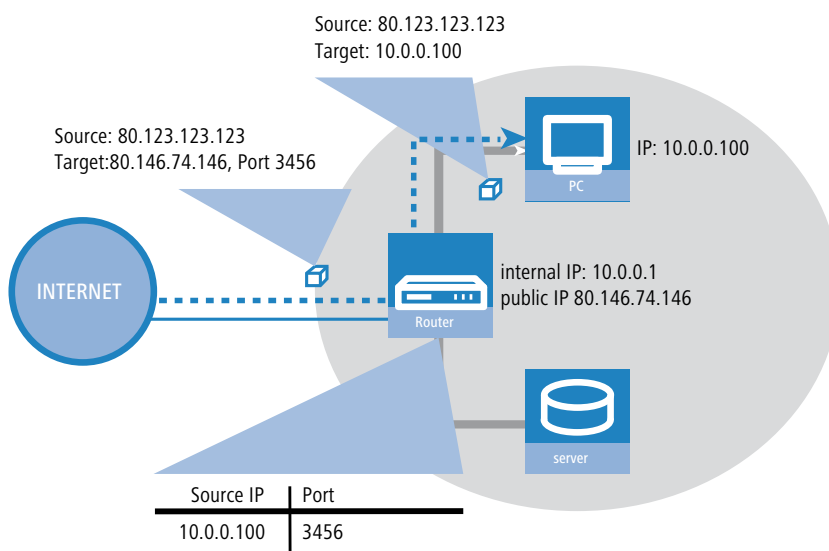 Source: 80.123.123.123
Target: 10.0.0.100
Source: 80.123.123.123
Target:80.146.74.146, Port 3456
IP: 10.0.0.100
PC
INTERNET
internal IP: 10.0.0.1
public IP 80.146.74.146
Router
server
Source IP Port
10.0.0.100 3456